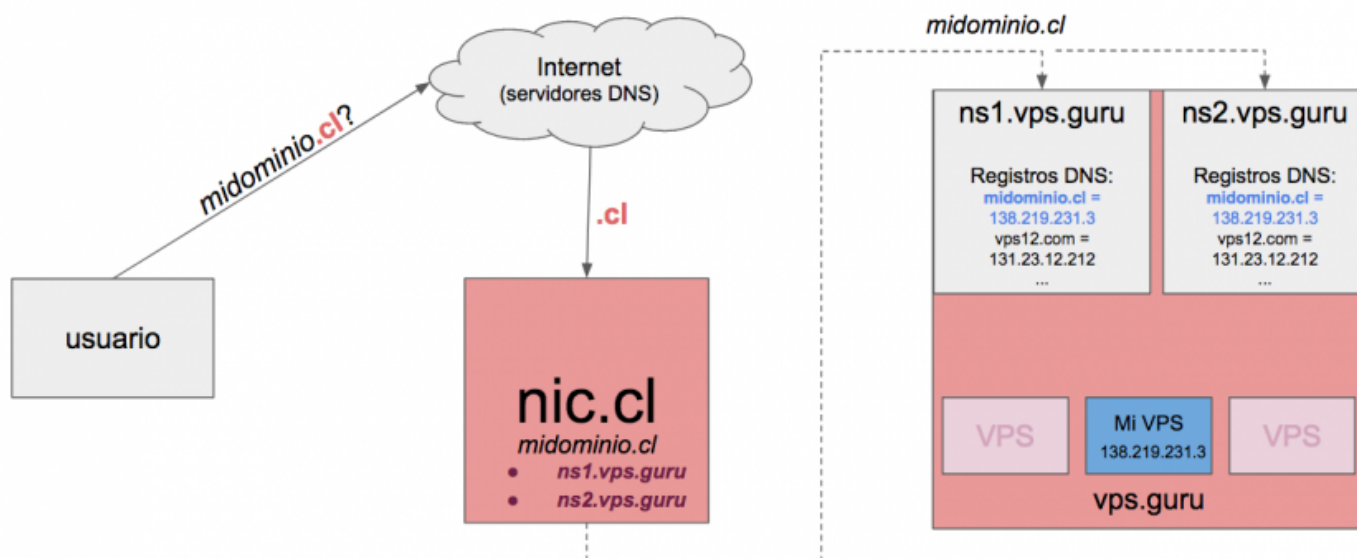 midominio.cl
Internet
(servidores DNS)
midominio.cl?
.cl
usuario
nic.cl
midominio.cl
● ns1.vps.guru
● ns2.vps.guru
ns1.vps.guru
Registros DNS:
midominio.cl =
138.219.231.3
vps12.com =
131.23.12.212
...
ns2.vps.guru
Registros DNS:
midominio.cl =
138.219.231.3
vps12.com =
131.23.12.212
...
VPS
Mi VPS
138.219.231.3
VPS
vps.guru